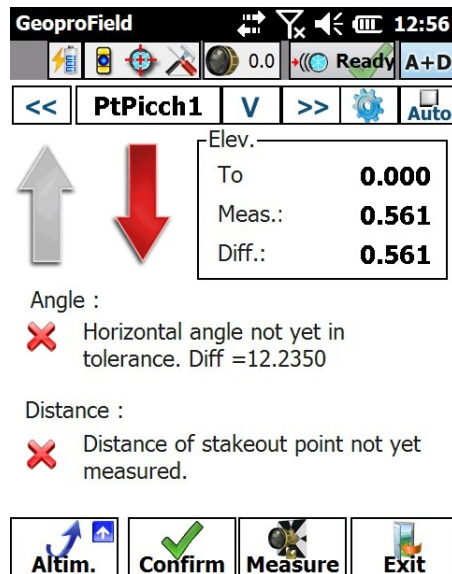 GeoproField 12:56
0.0 Ready A+D
<< PtPicch1 V >> Auto
Elev.
To 0.000
Meas.: 0.561
Diff.: 0.561
Angle :
Horizontal angle not yet in
tolerance. Diff =12.2350
Distance :
Distance of stakeout point not yet
measured.
Altim. Confirm Measure Exit